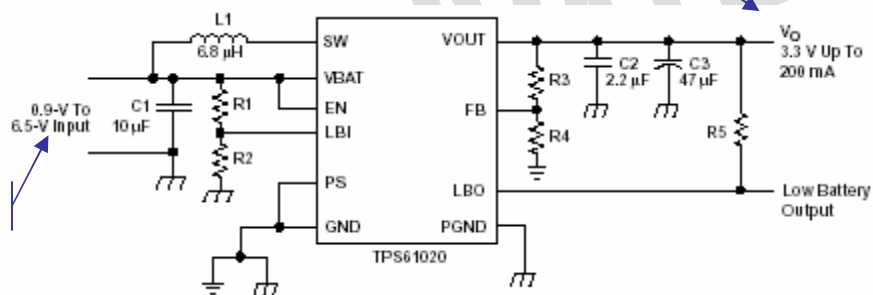 L1
6.8 µH
SW
VBAT
EN
LBI
PS
GND
VOUT
FB
LBO
PGND
TPS61020
0.9-V To
6.5-V Input
C1
10 µF
R1
R2
R3
R4
C2
2.2 µF
C3
47 µF
R5
VO
3.3 V Up To
200 mA
Low Battery
Output